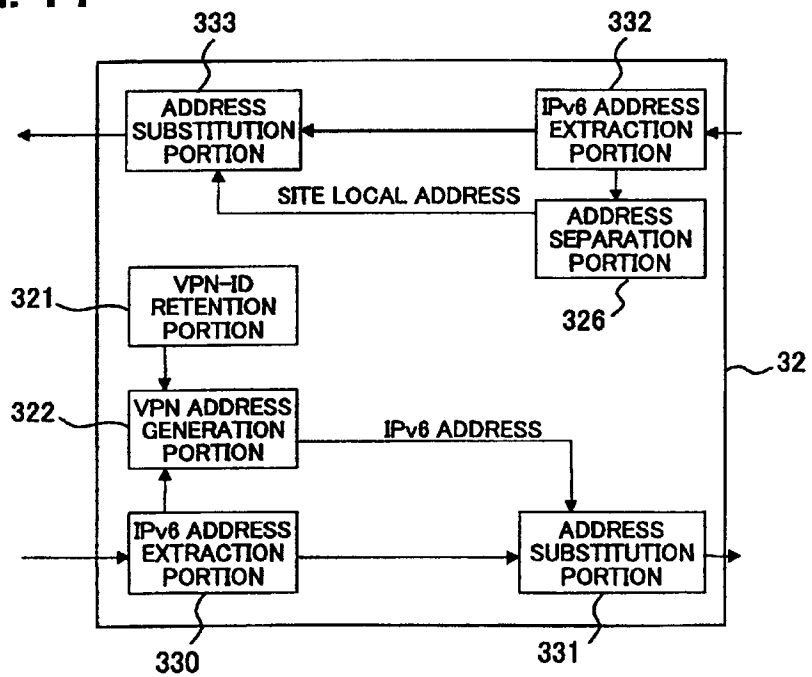 333
332
ADDRESS
SUBSTITUTION
PORTION
IPv6 ADDRESS
EXTRACTION
PORTION
SITE LOCAL ADDRESS
ADDRESS
SEPARATION
PORTION
326
321
VPN-ID
RETENTION
PORTION
32
322
VPN ADDRESS
GENERATION
PORTION
IPv6 ADDRESS
IPv6 ADDRESS
EXTRACTION
PORTION
ADDRESS
SUBSTITUTION
PORTION
330
331